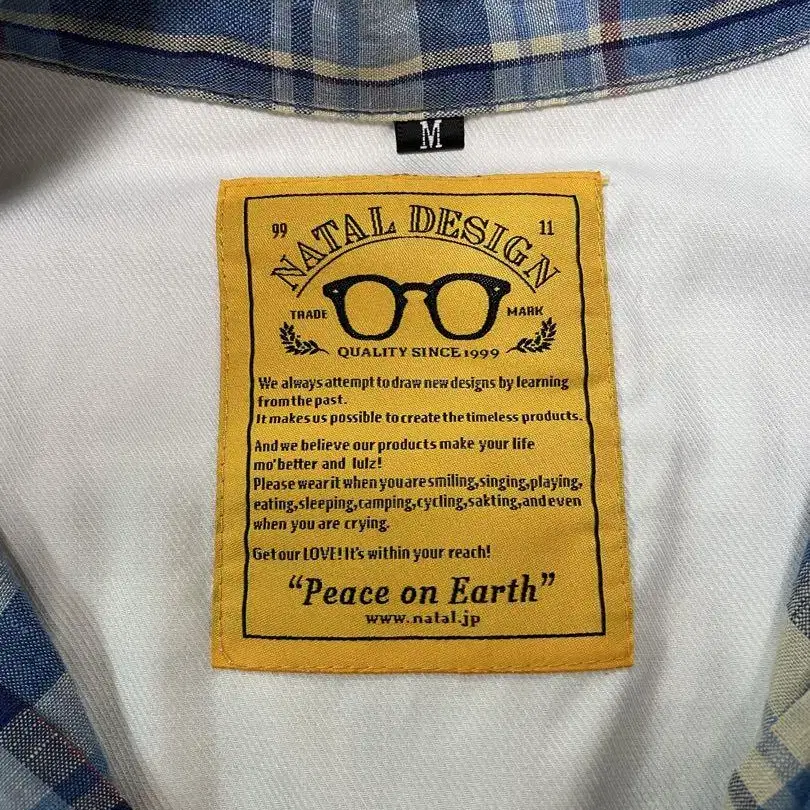 M
99 NATAL DESIGN 11
TRADE MARK
QUALITY SINCE 1999
We always attempt to draw new designs by learning
from the past.
It makes us possible to create the timeless products.
And we believe our products make your life
mo'better and lulz!
Please wear it when you are smiling,singing,playing,
eating,sleeping,camping,cycling,sakting,and even
when you are crying.
Get our LOVE! It's within your reach!
"Peace on Earth"
www.natal.jp